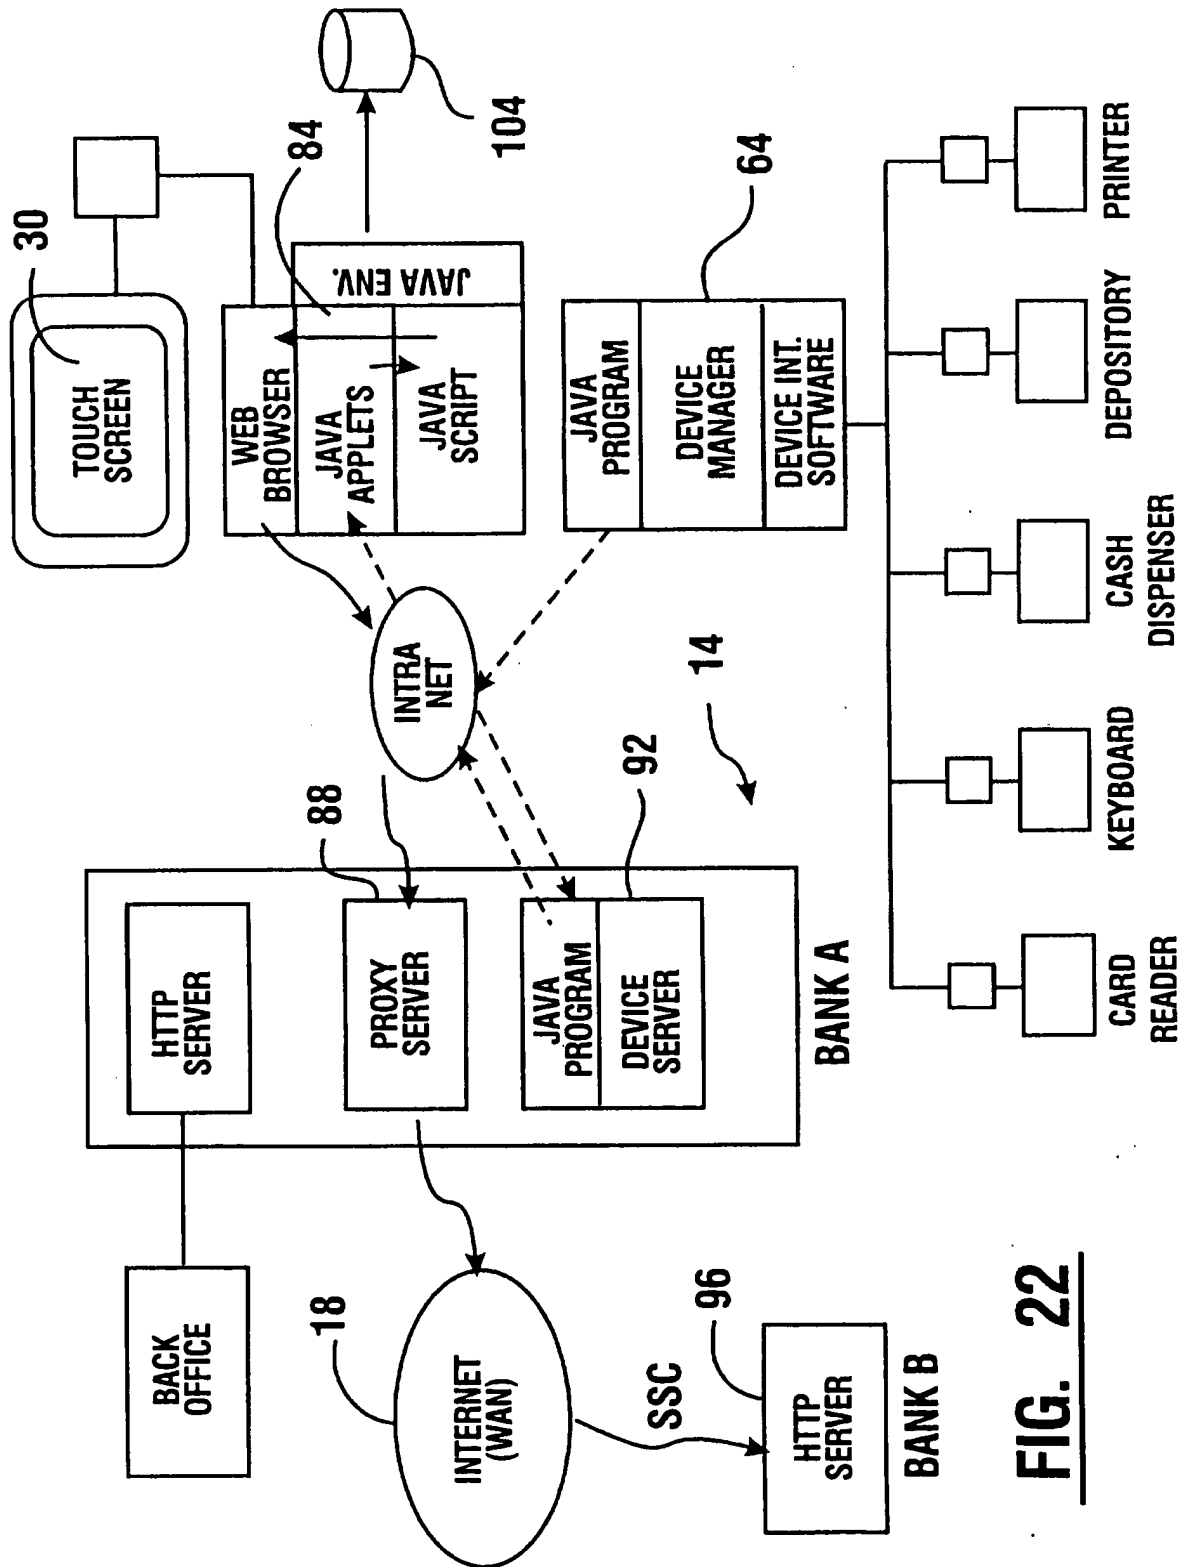 30
TOUCH
SCREEN
WEB
BROWSER
JAVA
APPLETS
JAVA
SCRIPT
JAVA ENV.
84
104
INTRA
NET
JAVA
PROGRAM
DEVICE
MANAGER
DEVICE INT.
SOFTWARE
64
HTTP
SERVER
88
PROXY
SERVER
JAVA
PROGRAM
DEVICE
SERVER
92
BANK A
14
BACK
OFFICE
18
INTERNET
(WAN)
SSC
96
HTTP
SERVER
BANK B
CARD
READER
KEYBOARD
CASH
DISPENSER
DEPOSITORY
PRINTER
FIG. 22